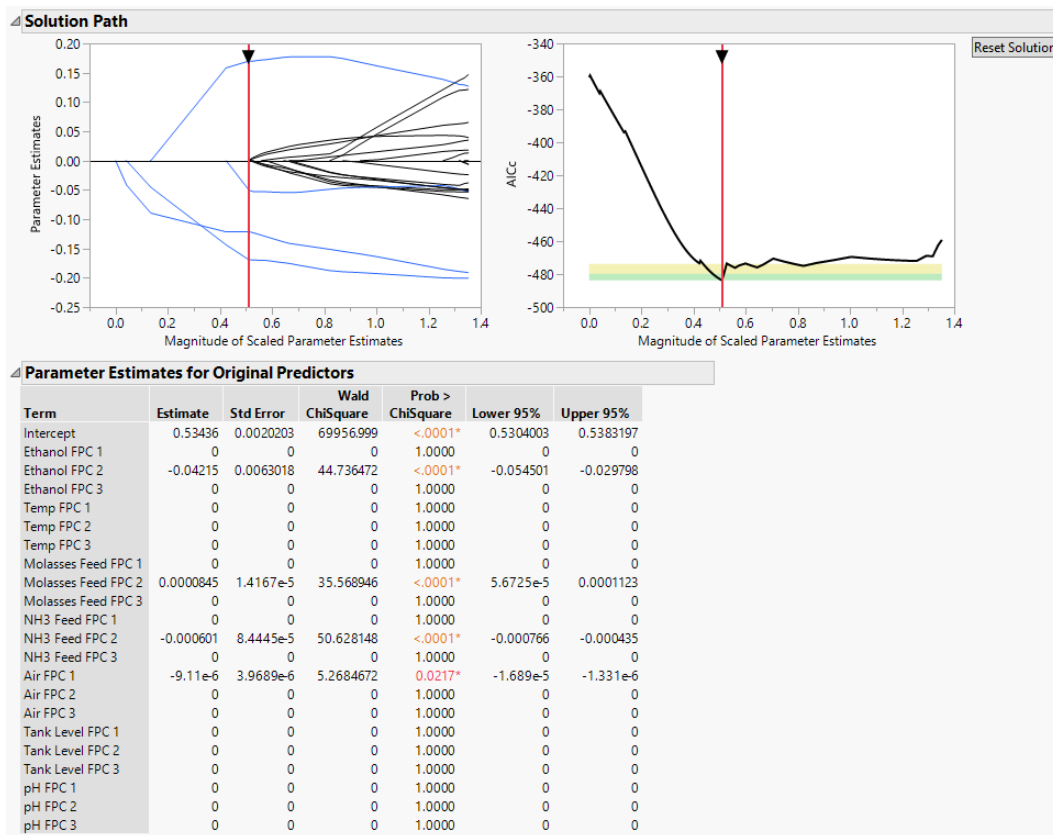 Solution Path
Reset Solution
0.20
0.15
0.10
0.05
0.00
-0.05
-0.10
-0.15
-0.20
-0.25
Parameter Estimates
0.0 0.2 0.4 0.6 0.8 1.0 1.2 1.4
Magnitude of Scaled Parameter Estimates
-340
-360
-380
-400
-420
-440
-460
-480
-500
AICc
0.0 0.2 0.4 0.6 0.8 1.0 1.2 1.4
Magnitude of Scaled Parameter Estimates
Parameter Estimates for Original Predictors
Wald Prob >
Term Estimate Std Error ChiSquare ChiSquare Lower 95% Upper 95%
Intercept 0.53436 0.0020203 69956.999 <.0001* 0.5304003 0.5383197
Ethanol FPC 1 0 0 0 1.0000 0 0
Ethanol FPC 2 -0.04215 0.0063018 44.736472 <.0001* -0.054501 -0.029798
Ethanol FPC 3 0 0 0 1.0000 0 0
Temp FPC 1 0 0 0 1.0000 0 0
Temp FPC 2 0 0 0 1.0000 0 0
Temp FPC 3 0 0 0 1.0000 0 0
Molasses Feed FPC 1 0 0 0 1.0000 0 0
Molasses Feed FPC 2 0.0000845 1.4167e-5 35.568946 <.0001* 5.6725e-5 0.0001123
Molasses Feed FPC 3 0 0 0 1.0000 0 0
NH3 Feed FPC 1 0 0 0 1.0000 0 0
NH3 Feed FPC 2 -0.000601 8.4445e-5 50.628148 <.0001* -0.000766 -0.000435
NH3 Feed FPC 3 0 0 0 1.0000 0 0
Air FPC 1 -9.11e-6 3.9689e-6 5.2684672 0.0217* -1.689e-5 -1.331e-6
Air FPC 2 0 0 0 1.0000 0 0
Air FPC 3 0 0 0 1.0000 0 0
Tank Level FPC 1 0 0 0 1.0000 0 0
Tank Level FPC 2 0 0 0 1.0000 0 0
Tank Level FPC 3 0 0 0 1.0000 0 0
pH FPC 1 0 0 0 1.0000 0 0
pH FPC 2 0 0 0 1.0000 0 0
pH FPC 3 0 0 0 1.0000 0 0